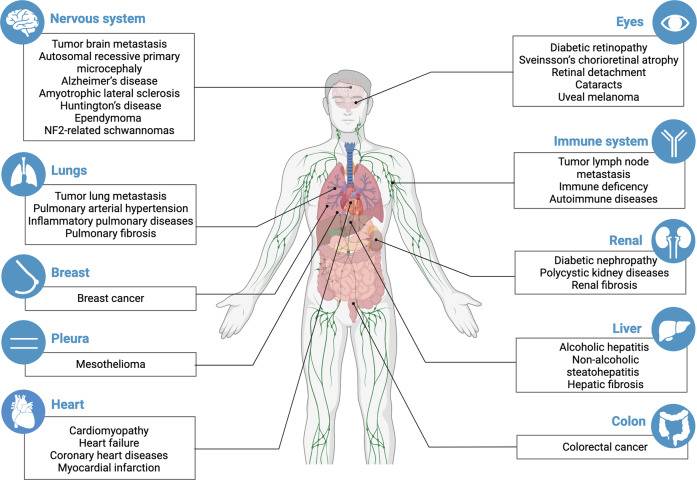 Nervous system
Tumor brain metastasis
Autosomal recessive primary
microcephaly
Alzheimer's disease
Amyotrophic lateral sclerosis
Huntington's disease
Ependymoma
NF2-related schwannomas
Lungs
Tumor lung metastasis
Pulmonary arterial hypertension
Inflammatory pulmonary diseases
Pulmonary fibrosis
Breast
Breast cancer
Pleura
Mesothelioma
Heart
Cardiomyopathy
Heart failure
Coronary heart diseases
Myocardial infarction
Eyes
Diabetic retinopathy
Sveinsson's chorioretinal atrophy
Retinal detachment
Cataracts
Uveal melanoma
Immune system
Tumor lymph node
metastasis
Immune deficency
Autoimmune diseases
Renal
Diabetic nephropathy
Polycystic kidney diseases
Renal fibrosis
Liver
Alcoholic hepatitis
Non-alcoholic
steatohepatitis
Hepatic fibrosis
Colon
Colorectal cancer